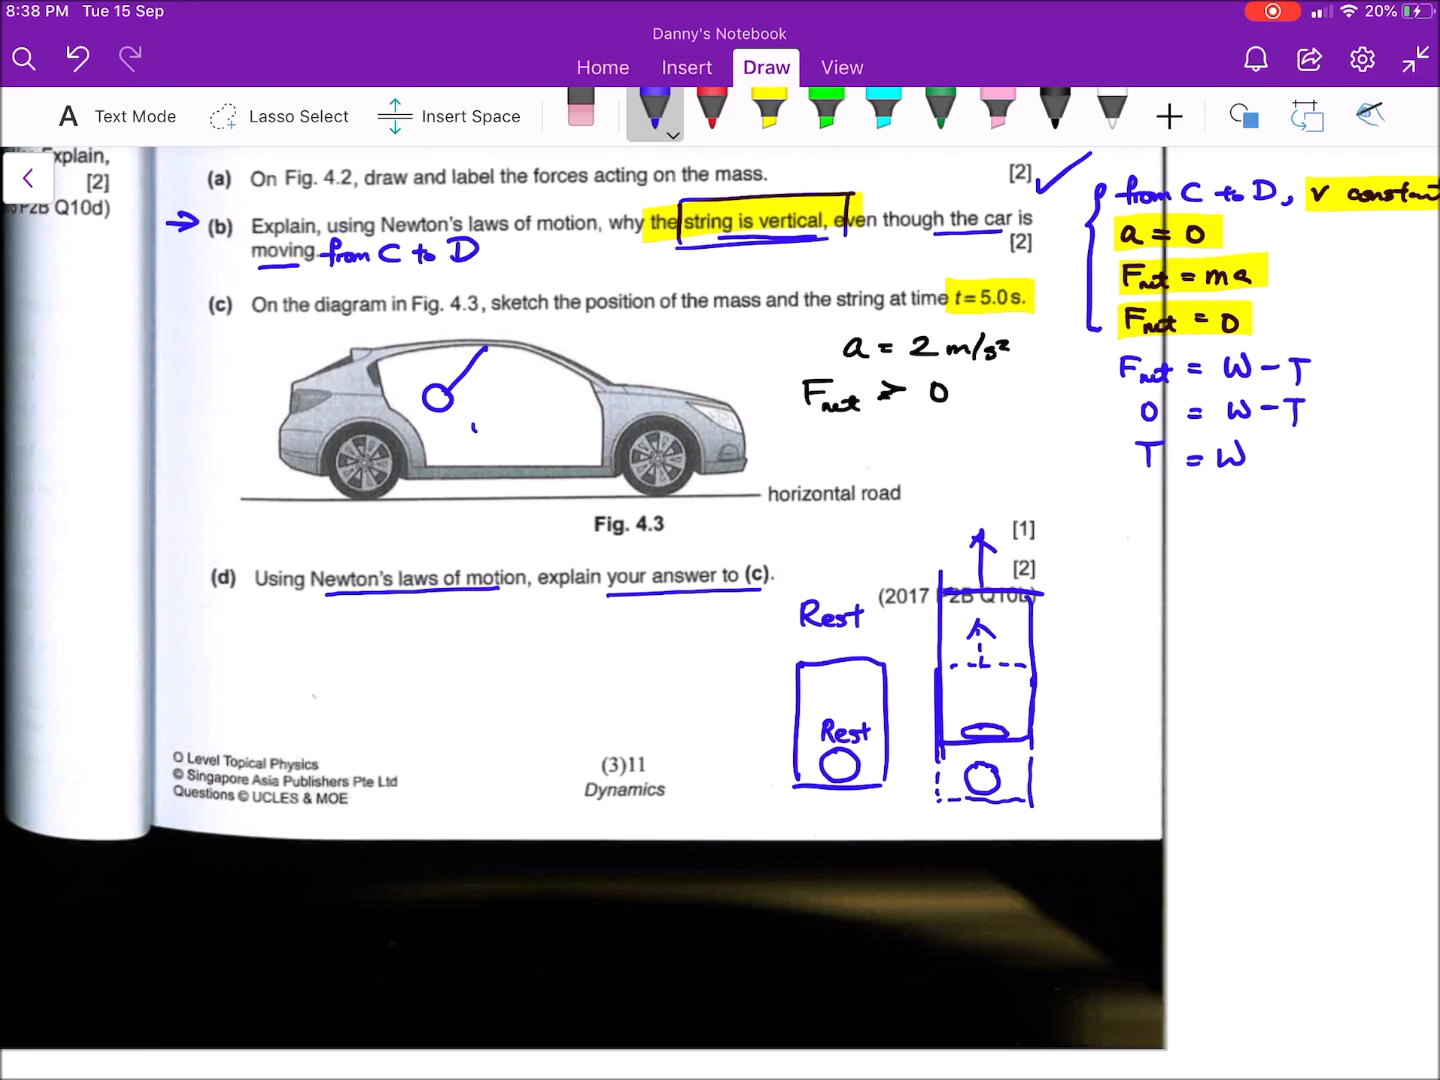 8:38 PM Tue 15 Sep
20%
Danny's Notebook
Home Insert Draw View
A Text Mode Lasso Select Insert Space
Explain,
[2]
P2B Q10d)
(a) On Fig. 4.2, draw and label the forces acting on the mass. [2]
(b) Explain, using Newton's laws of motion, why the string is vertical, even though the car is
moving from C to D [2]
(c) On the diagram in Fig. 4.3, sketch the position of the mass and the string at time t = 5.0 s.
a = 2 m/s²
Fnet > 0
horizontal road
Fig. 4.3
[1]
(d) Using Newton's laws of motion, explain your answer to (c). [2]
(2017 P2B Q10b)
Rest
Rest
from C to D, v constant
a = 0
Fnet = ma
Fnet = 0
Fnet = W - T
0 = W - T
T = W
O Level Topical Physics
© Singapore Asia Publishers Pte Ltd
Questions © UCLES & MOE
(3)11
Dynamics